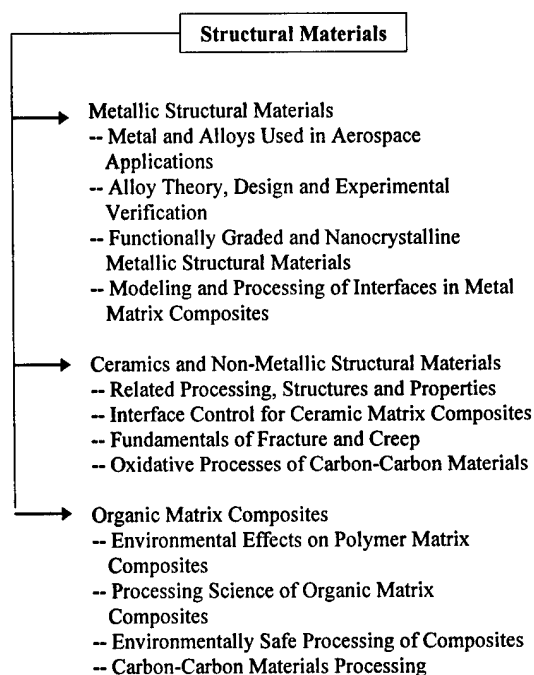 Structural Materials
Metallic Structural Materials
-- Metal and Alloys Used in Aerospace
Applications
-- Alloy Theory, Design and Experimental
Verification
-- Functionally Graded and Nanocrystalline
Metallic Structural Materials
-- Modeling and Processing of Interfaces in Metal
Matrix Composites
Ceramics and Non-Metallic Structural Materials
-- Related Processing, Structures and Properties
-- Interface Control for Ceramic Matrix Composites
-- Fundamentals of Fracture and Creep
-- Oxidative Processes of Carbon-Carbon Materials
Organic Matrix Composites
-- Environmental Effects on Polymer Matrix
Composites
-- Processing Science of Organic Matrix
Composites
-- Environmentally Safe Processing of Composites
-- Carbon-Carbon Materials Processing